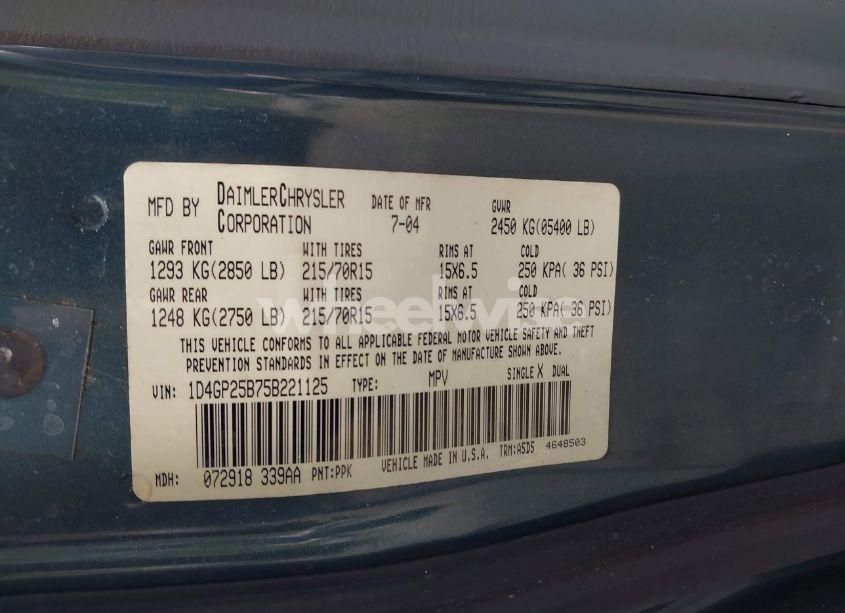 MFD BY DAIMLERCHRYSLER CORPORATION DATE OF MFR 7-04 GVWR 2450 KG(05400 LB)
GAWR FRONT WITH TIRES RIMS AT COLD
1293 KG(2850 LB) 215/70R15 15X6.5 250 KPA( 36 PSI)
GAWR REAR WITH TIRES RIMS AT COLD
1248 KG(2750 LB) 215/70R15 15X6.5 250 KPA( 36 PSI)
THIS VEHICLE CONFORMS TO ALL APPLICABLE FEDERAL MOTOR VEHICLE SAFETY AND THEFT
PREVENTION STANDARDS IN EFFECT ON THE DATE OF MANUFACTURE SHOWN ABOVE.
VIN: 1D4GP25B75B221125 TYPE: MPV SINGLE X DUAL
MDH: 072918 339AA PNT:PPK VEHICLE MADE IN U.S.A. TRM:A5D5 4648503
wheelwise